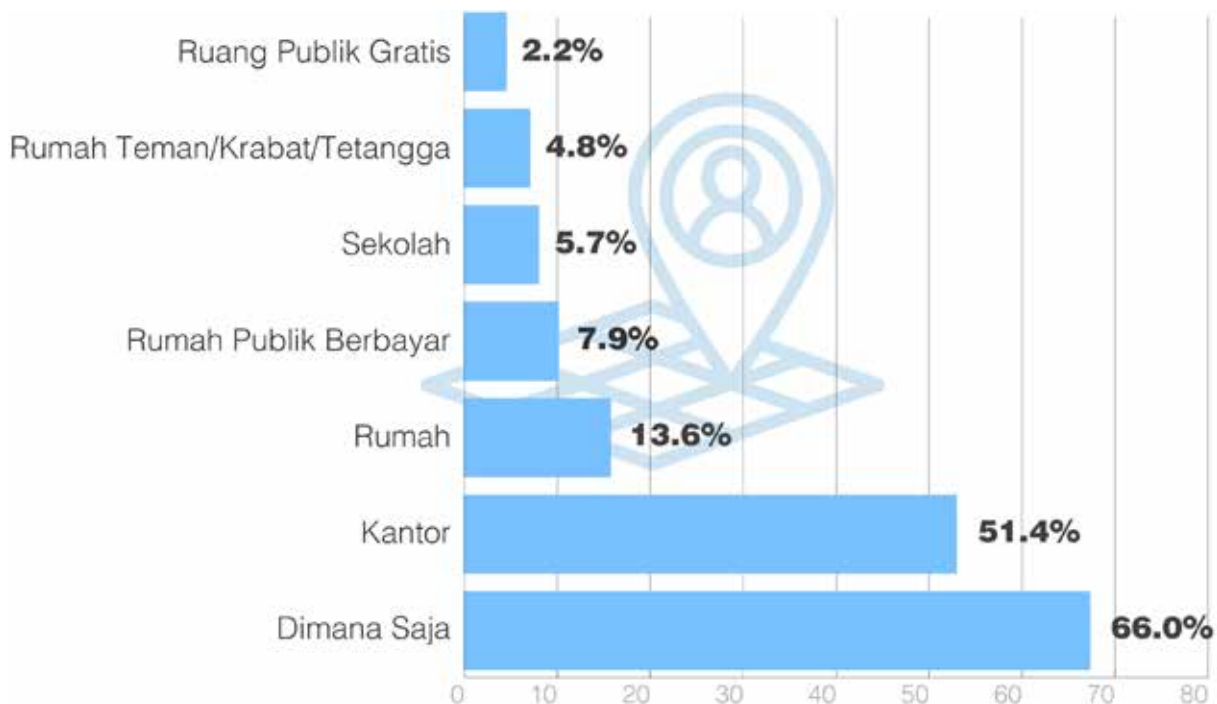 Ruang Publik Gratis 2.2%
Rumah Teman/Krabat/Tetangga 4.8%
Sekolah 5.7%
Rumah Publik Berbayar 7.9%
Rumah 13.6%
Kantor 51.4%
Dimana Saja 66.0%
0 10 20 30 40 50 60 70 80